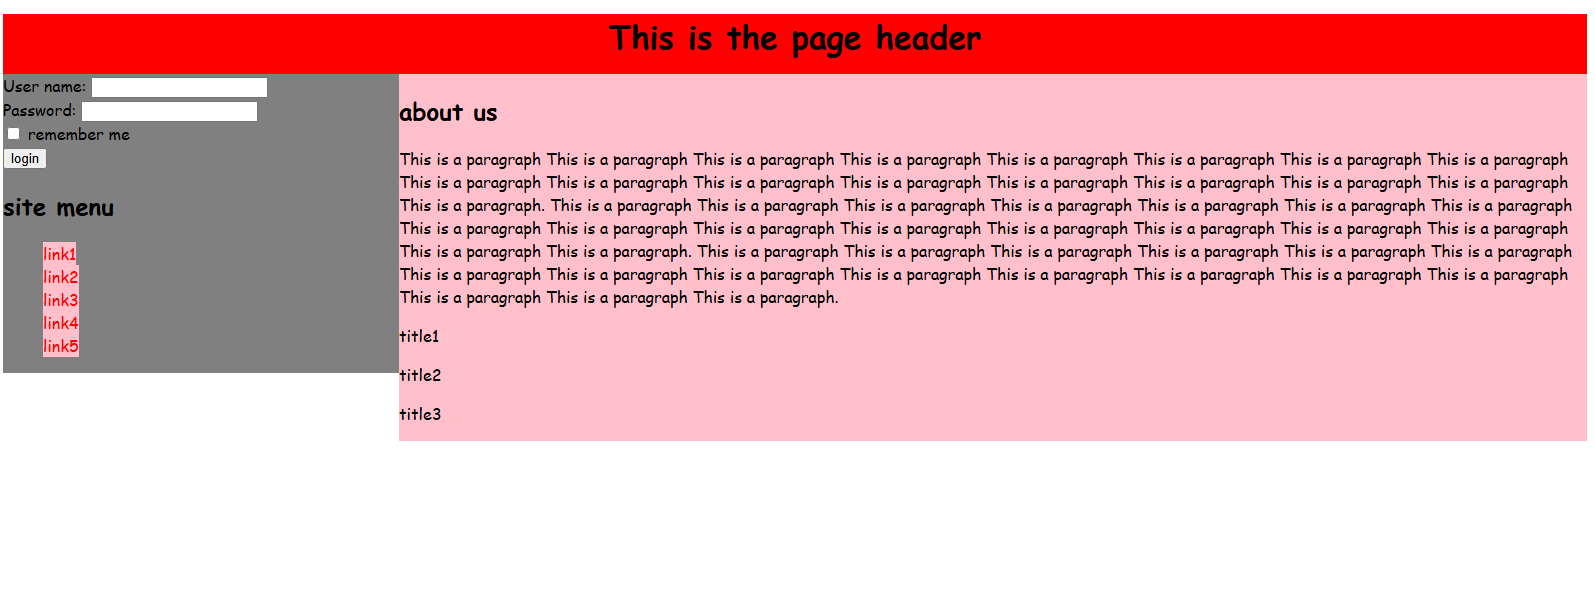 This is the page header
User name:
Password:
remember me
login
site menu
link1
link2
link3
link4
link5
about us
This is a paragraph This is a paragraph This is a paragraph This is a paragraph This is a paragraph This is a paragraph This is a paragraph This is a paragraph
This is a paragraph This is a paragraph This is a paragraph This is a paragraph This is a paragraph This is a paragraph This is a paragraph This is a paragraph
This is a paragraph. This is a paragraph This is a paragraph This is a paragraph This is a paragraph This is a paragraph This is a paragraph This is a paragraph
This is a paragraph This is a paragraph This is a paragraph This is a paragraph This is a paragraph This is a paragraph This is a paragraph This is a paragraph
This is a paragraph This is a paragraph. This is a paragraph This is a paragraph This is a paragraph This is a paragraph This is a paragraph This is a paragraph
This is a paragraph This is a paragraph This is a paragraph This is a paragraph This is a paragraph This is a paragraph This is a paragraph This is a paragraph
This is a paragraph This is a paragraph This is a paragraph.
title1
title2
title3